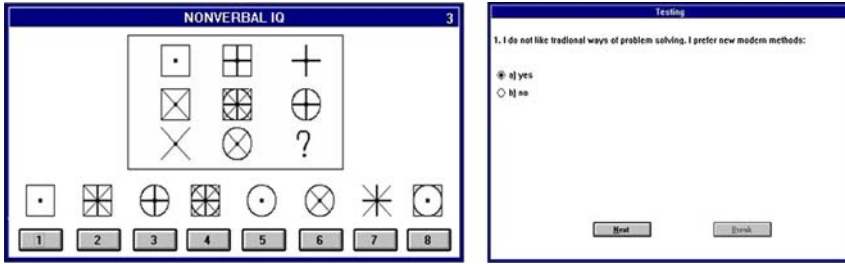 NONVERBAL IQ 3
?
1 2 3 4 5 6 7 8
Testing
1. I do not like tradional ways of problem solving. I prefer new modern methods:
a) yes
b) no
Next Break